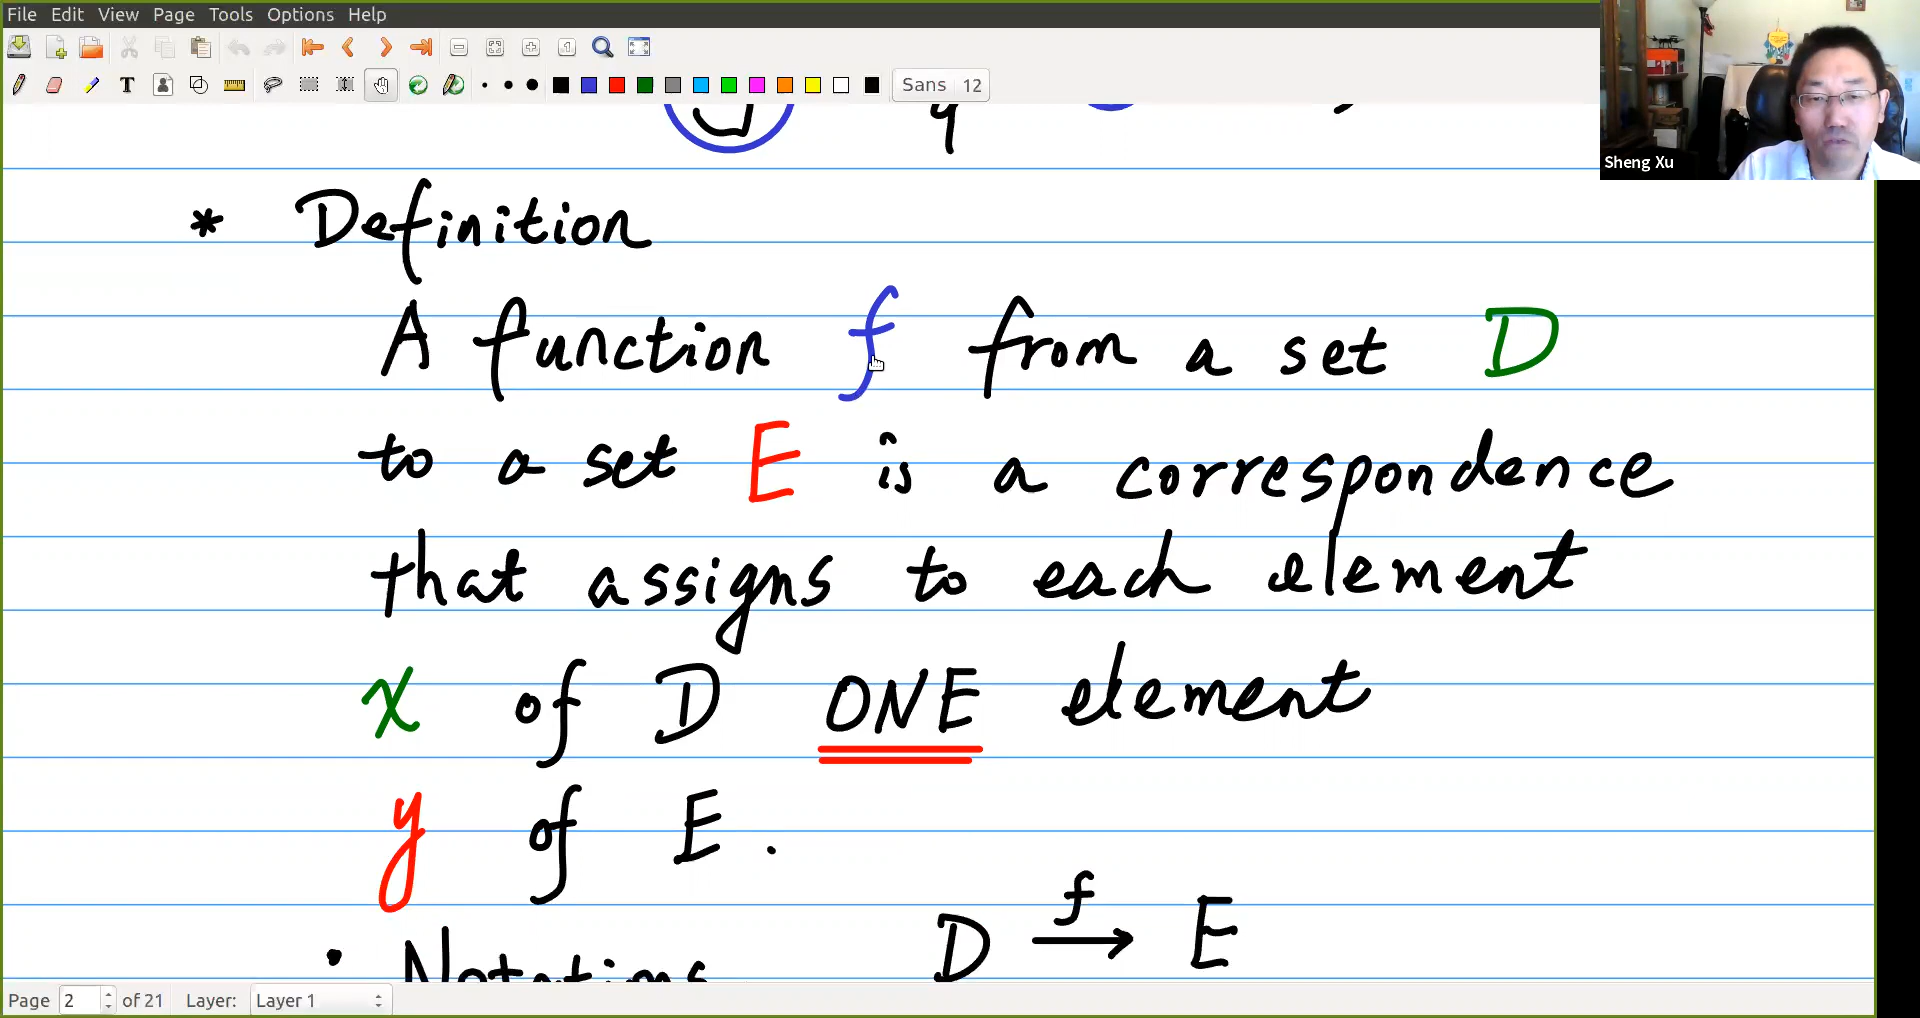 File Edit View Page Tools Options Help
Sans 12
Sheng Xu
y
* Definition
A function f from a set D
to a set E is a correspondence
that assigns to each element
x of D ONE element
y of E .
• Notations
D f → E
Page 2 of 21 Layer: Layer 1